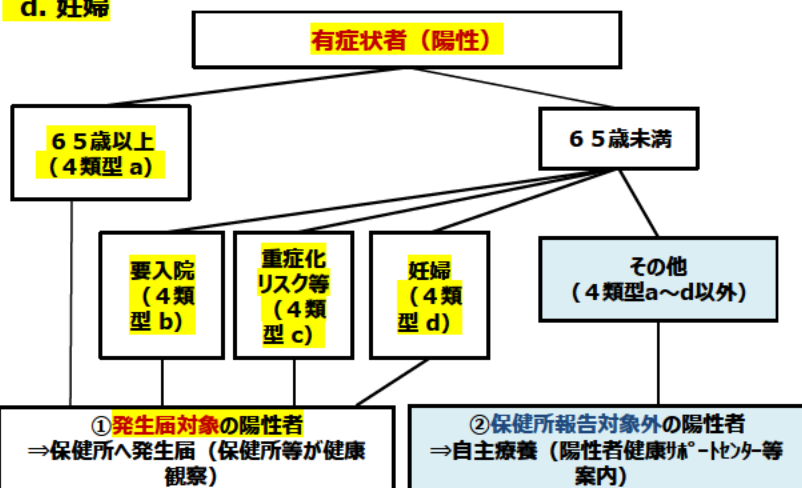 d. 妊婦
有症状者（陽性）
６５歳以上
（４類型 a）
６５歳未満
要入院
（４類
型 b）
重症化
リスク等
（４類
型 c）
妊婦
（４類
型 d）
その他
（４類型a～d以外）
①発生届対象の陽性者
⇒保健所へ発生届（保健所等が健康
観察）
②保健所報告対象外の陽性者
⇒自主療養（陽性者健康ｻﾎﾟｰﾄｾﾝﾀｰ等
案内）